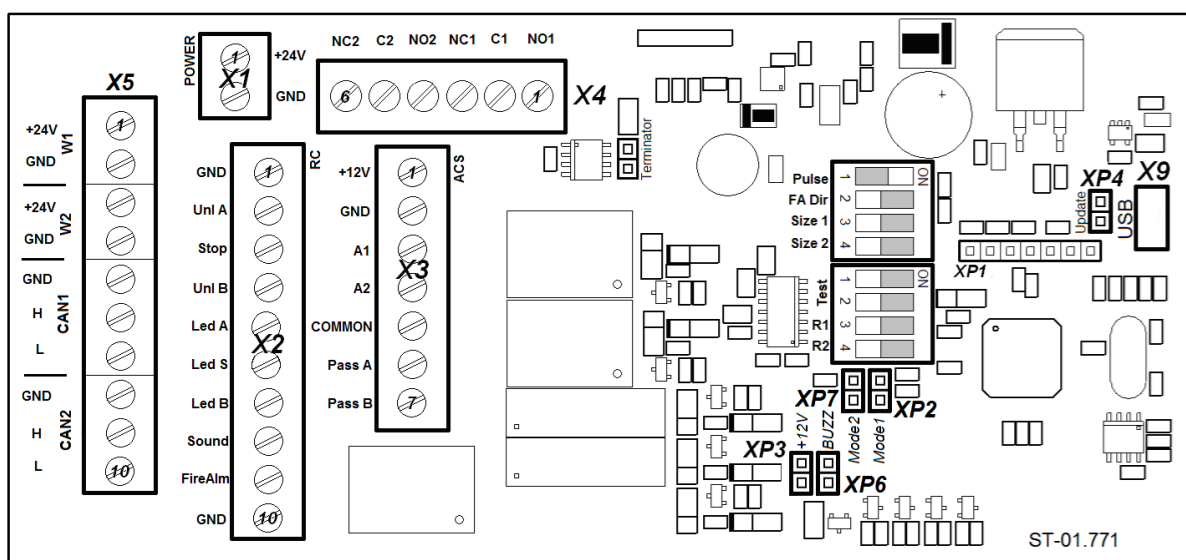 X5
1
+24V
GND
W1
+24V
GND
W2
GND
H
L
CAN1
GND
H
L
CAN2
10
POWER
1
X1
+24V
GND
NC2 C2 NO2 NC1 C1 NO1
6 1
X4
RC
GND
1
Unl A
Stop
Unl B
Led A
X2
Led S
Led B
Sound
FireAlm
GND
10
ACS
+12V
1
GND
A1
X3
A2
COMMON
Pass A
Pass B
7
Terminator
+
Pulse 1 ON
FA Dir 2
Size 1 3
Size 2 4
Test 1 ON
2
R1 3
R2 4
XP4
Update
X9
USB
XP1
XP7
XP2
Mode2
Mode1
XP3
+12V
BUZZ
XP6
ST-01.771